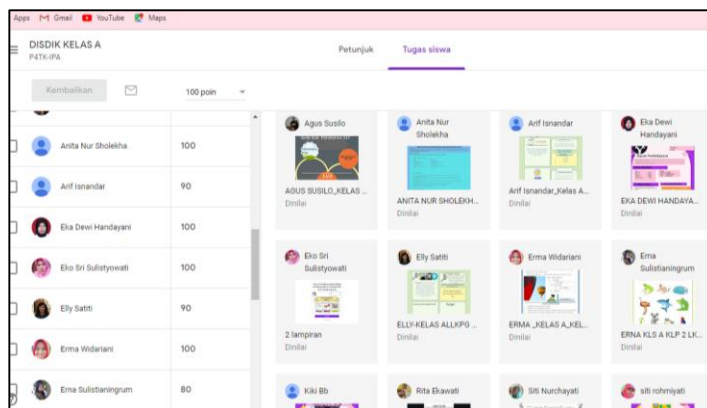 Apps Gmail YouTube Maps
DISDIK KELAS A
P4TK-IPA
Petunjuk Tugas siswa
Kembalikan 100 poin
Anita Nur Sholekha 100
Arif Isnandar 90
Eka Dewi Handayani 100
Eko Sri Sulistyowati 100
Elly Satiti 90
Erma Widariani 100
Erna Sulistianingrum 80
Agus Susilo
AGUS SUSILO_KELAS ...
Dinilai
Anita Nur
Sholekha
ANITA NUR SHOLEKH...
Dinilai
Arif Isnandar
Arif Isnandar_Kelas A...
Dinilai
Eka Dewi
Handayani
EKA DEWI HANDAYA...
Dinilai
Eko Sri
Sulistyowati
2 lampiran
Dinilai
Elly Satiti
ELLY-KELAS ALLKPG ...
Dinilai
Erma Widariani
ERMA _KELAS A_KEL...
Dinilai
Erna
Sulistianingrum
ERNA KLS A KLP 2 LK...
Dinilai
Kiki Bb
Rita Ekawati
Siti Nurchayati
siti rohmiyati